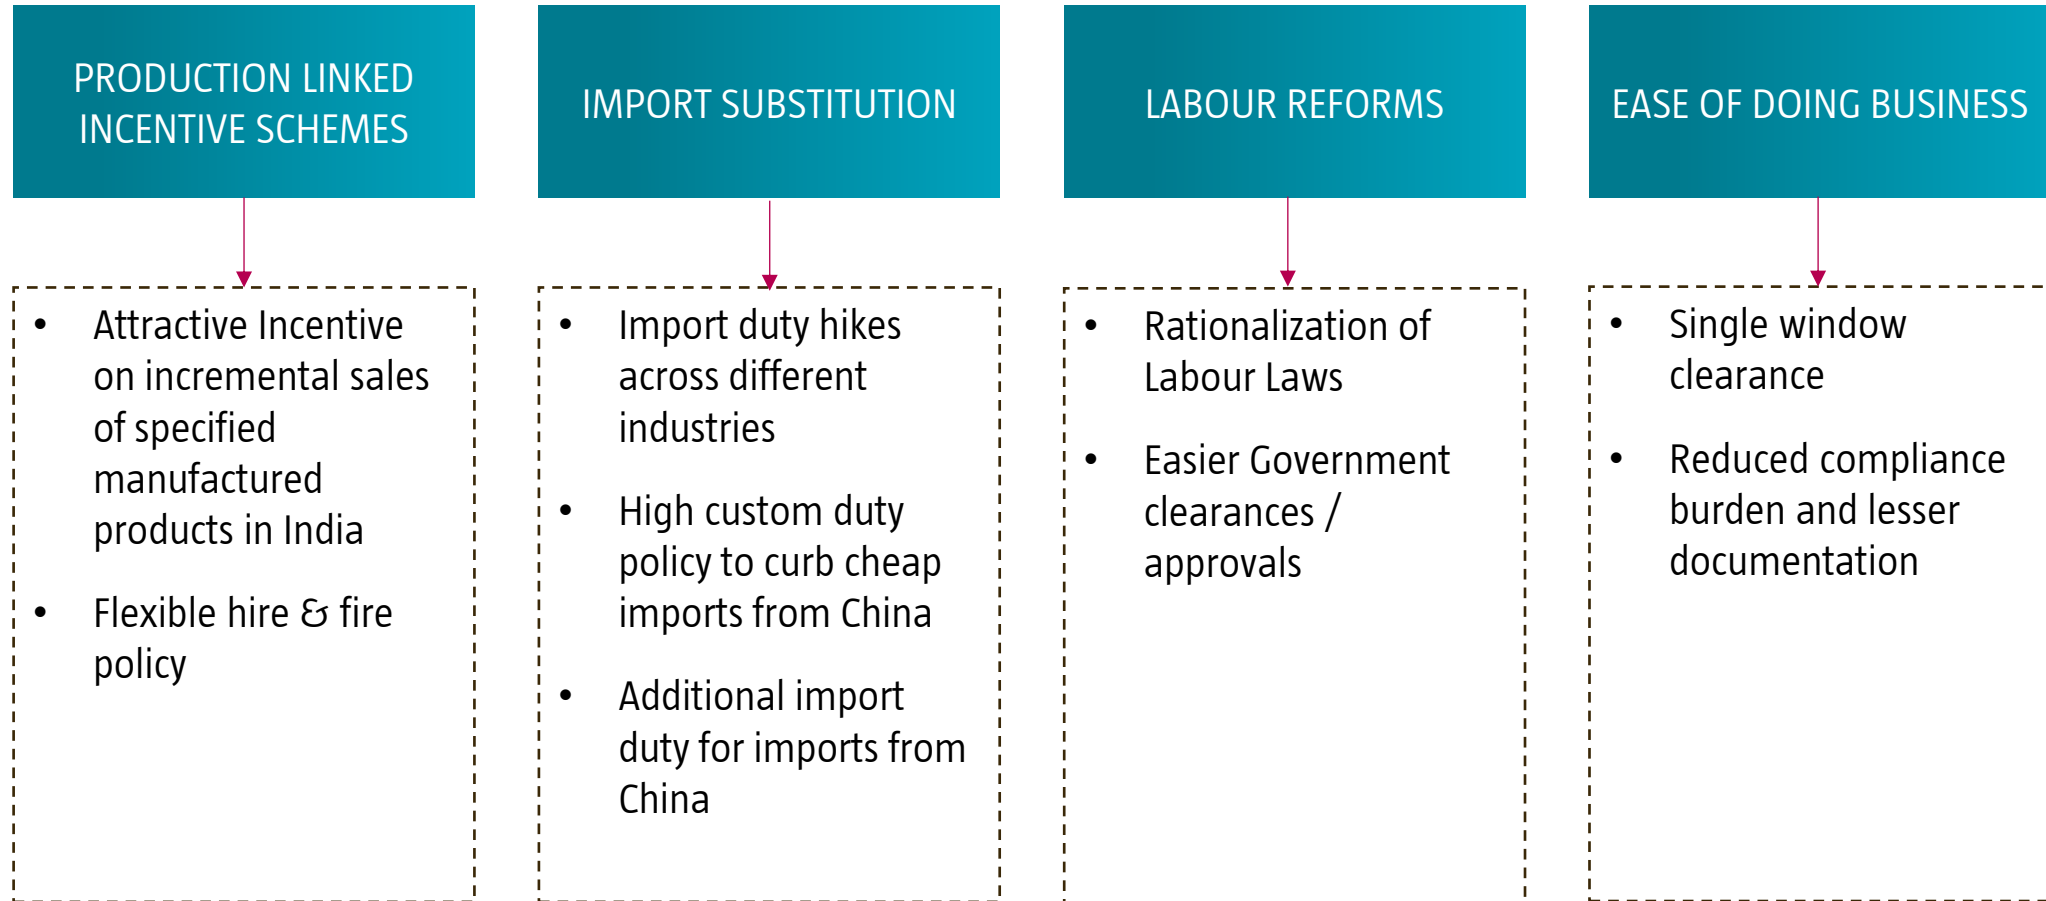 PRODUCTION LINKED
INCENTIVE SCHEMES
• Attractive Incentive
on incremental sales
of specified
manufactured
products in India
• Flexible hire & fire
policy
IMPORT SUBSTITUTION
• Import duty hikes
across different
industries
• High custom duty
policy to curb cheap
imports from China
• Additional import
duty for imports from
China
LABOUR REFORMS
• Rationalization of
Labour Laws
• Easier Government
clearances /
approvals
EASE OF DOING BUSINESS
• Single window
clearance
• Reduced compliance
burden and lesser
documentation